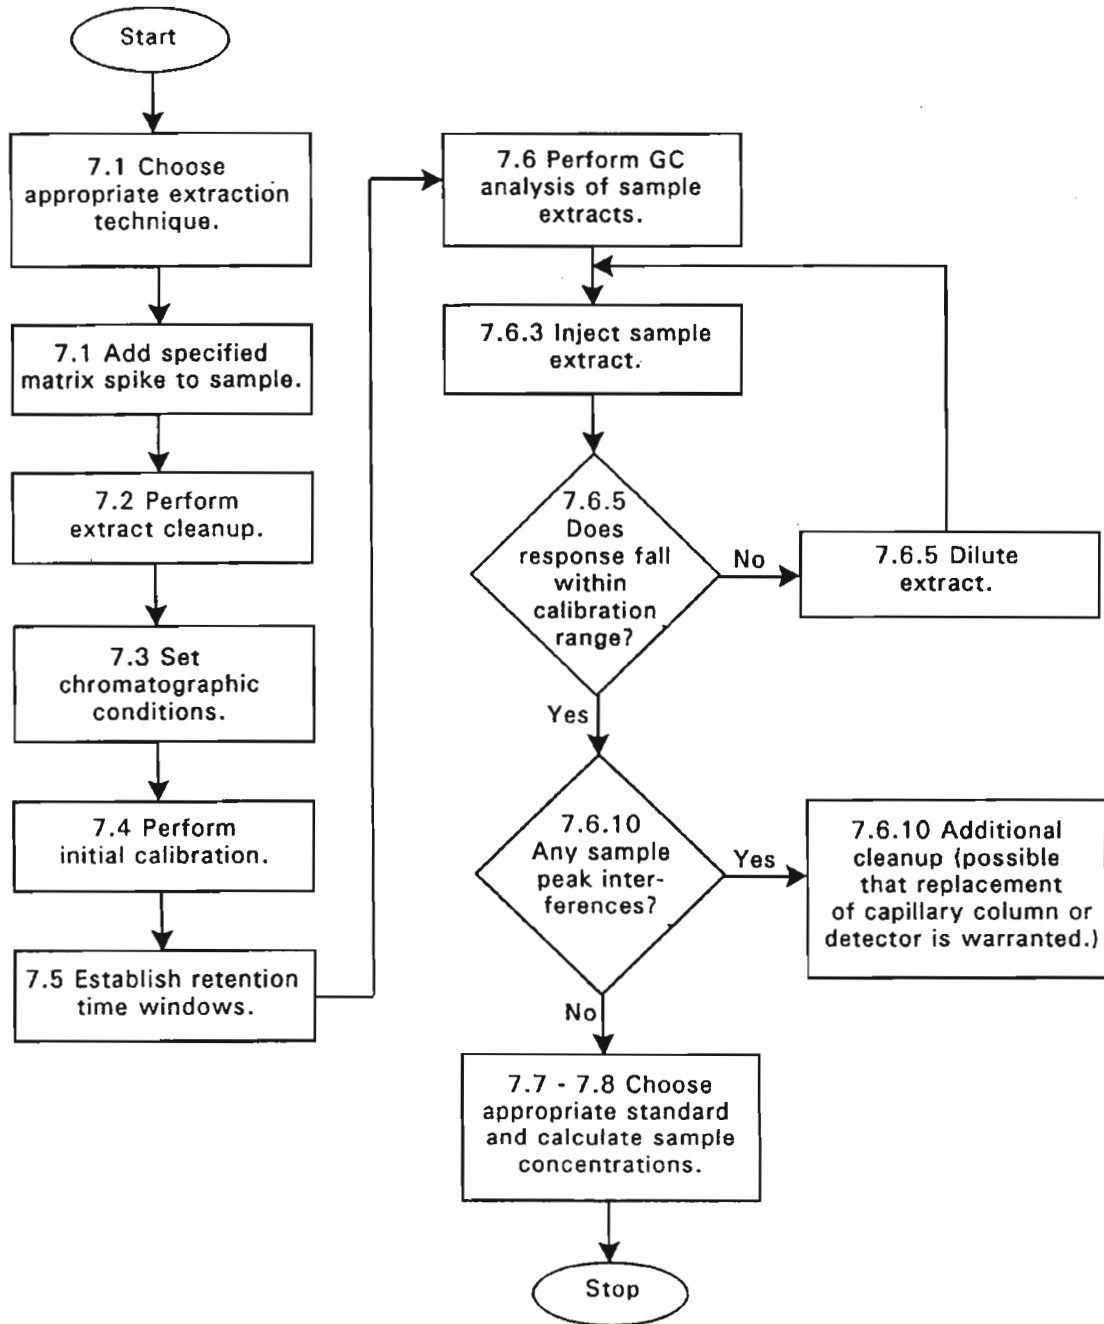 Start
7.1 Choose
appropriate extraction
technique.
7.1 Add specified
matrix spike to sample.
7.2 Perform
extract cleanup.
7.3 Set
chromatographic
conditions.
7.4 Perform
initial calibration.
7.5 Establish retention
time windows.
7.6 Perform GC
analysis of sample
extracts.
7.6.3 Inject sample
extract.
7.6.5
Does
response fall
within
calibration
range?
No
7.6.5 Dilute
extract.
Yes
7.6.10
Any sample
peak inter-
ferences?
Yes
7.6.10 Additional
cleanup (possible
that replacement
of capillary column or
detector is warranted.)
No
7.7 - 7.8 Choose
appropriate standard
and calculate sample
concentrations.
Stop